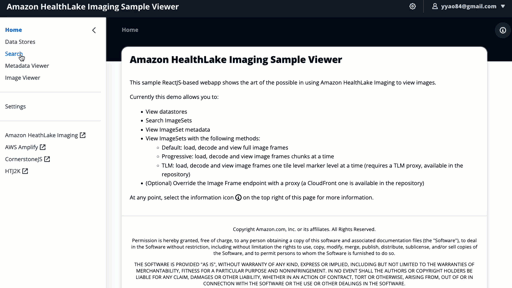 Amazon HealthLake Imaging Sample Viewer
yyao84@gmail.com
Home
Data Stores
Search
Metadata Viewer
Image Viewer
Settings
Amazon HeathLake Imaging
AWS Amplify
CornerstoneJS
HTJ2K
Home
Amazon HealthLake Imaging Sample Viewer
This sample ReactJS-based webapp shows the art of the possible in using Amazon HealthLake Imaging to view images.
Currently this demo allows you to:
View datastores
Search ImageSets
View ImageSet metadata
View ImageSets with the following methods:
Default: load, decode and view full image frames
Progressive: load, decode and view image frames chunks at a time
TLM: load, decode and view image frames one tile level marker level at a time (requires a TLM proxy, available in the
repository)
(Optional) Override the Image Frame endpoint with a proxy (a CloudFront one is available in the repository)
At any point, select the information icon on the top right of this page for more information.
Copyright Amazon.com, Inc. or its affiliates. All Rights Reserved.
Permission is hereby granted, free of charge, to any person obtaining a copy of this software and associated documentation files (the "Software"), to deal
in the Software without restriction, including without limitation the rights to use, copy, modify, merge, publish, distribute, sublicense, and/or sell copies of
the Software, and to permit persons to whom the Software is furnished to do so.
THE SOFTWARE IS PROVIDED "AS IS", WITHOUT WARRANTY OF ANY KIND, EXPRESS OR IMPLIED, INCLUDING BUT NOT LIMITED TO THE WARRANTIES OF
MERCHANTABILITY, FITNESS FOR A PARTICULAR PURPOSE AND NONINFRINGEMENT. IN NO EVENT SHALL THE AUTHORS OR COPYRIGHT HOLDERS BE
LIABLE FOR ANY CLAIM, DAMAGES OR OTHER LIABILITY, WHETHER IN AN ACTION OF CONTRACT, TORT OR OTHERWISE, ARISING FROM, OUT OF OR IN
CONNECTION WITH THE SOFTWARE OR THE USE OR OTHER DEALINGS IN THE SOFTWARE.